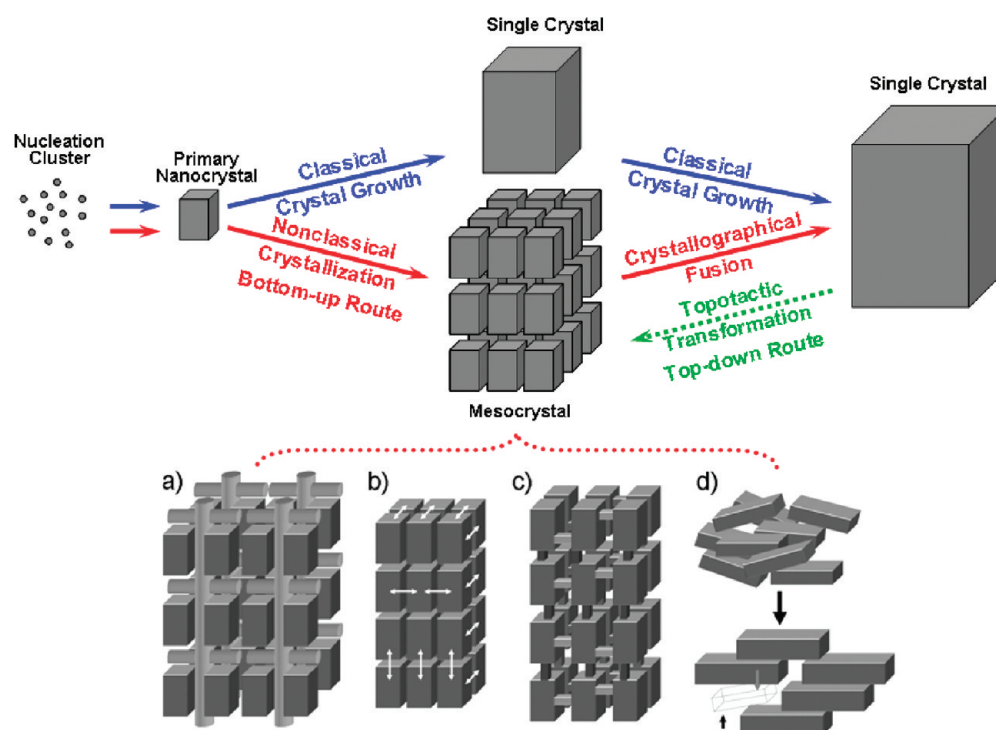 Single Crystal
Single Crystal
Nucleation
Cluster
Primary
Nanocrystal
Classical
Crystal Growth
Classical
Crystal Growth
Nonclassical
Crystallization
Bottom-up Route
Crystallographical
Fusion
Topotactic
Transformation
Top-down Route
Mesocrystal
a)
b)
c)
d)